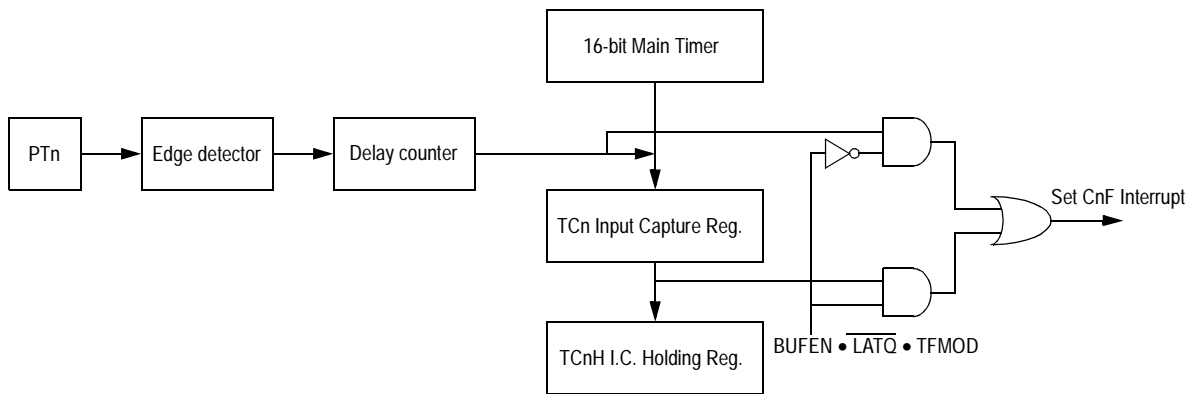 16-bit Main Timer
PTn
Edge detector
Delay counter
TCn Input Capture Reg.
Set CnF Interrupt
TCnH I.C. Holding Reg.
BUFEN • L̅A̅T̅Q̅ • TFMOD